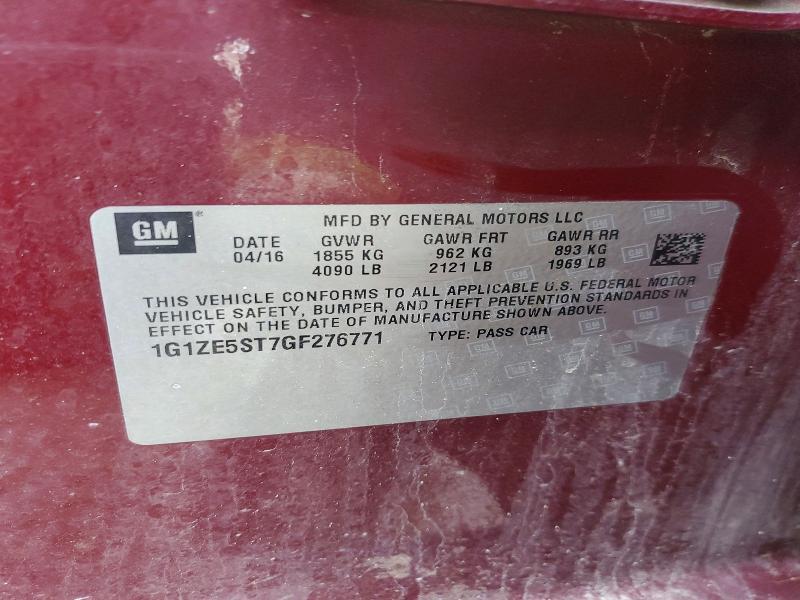 GM®
MFD BY GENERAL MOTORS LLC
DATE GVWR GAWR FRT GAWR RR
04/16 1855 KG 962 KG 893 KG
4090 LB 2121 LB 1969 LB
THIS VEHICLE CONFORMS TO ALL APPLICABLE U.S. FEDERAL MOTOR
VEHICLE SAFETY, BUMPER, AND THEFT PREVENTION STANDARDS IN
EFFECT ON THE DATE OF MANUFACTURE SHOWN ABOVE.
1G1ZE5ST7GF276771 TYPE: PASS CAR